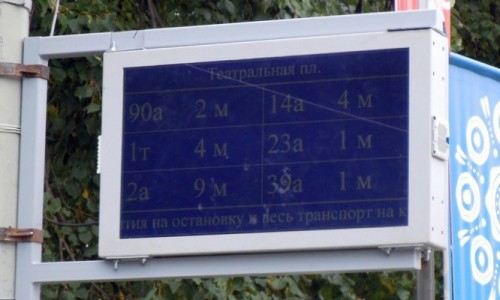 Театральная пл.
90а 2 м 14а 4 м
1т 4 м 23а 1 м
2а 9 м 39а 1 м
тия на остановку и весь транспорт на к